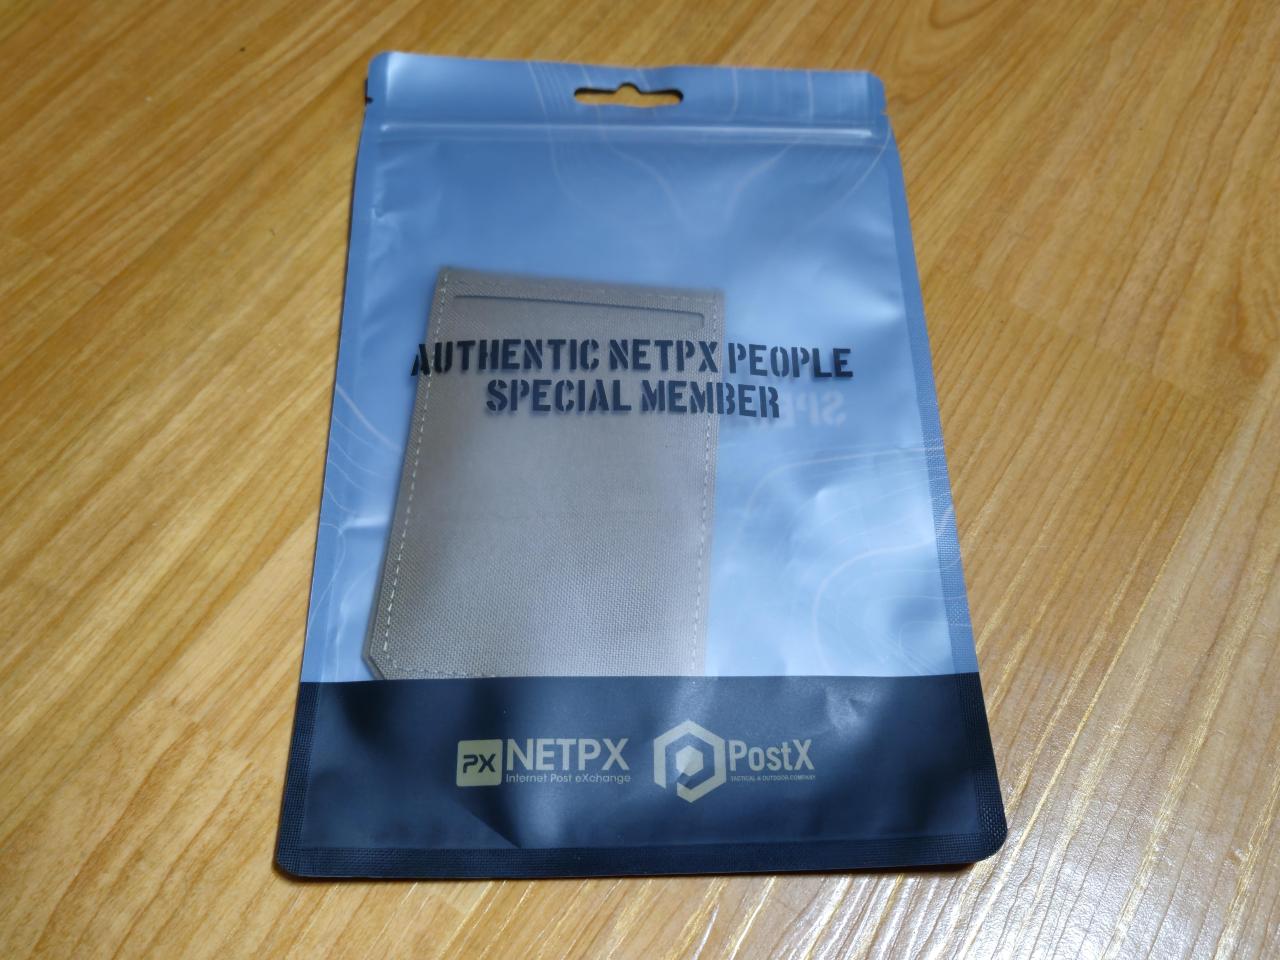 AUTHENTIC NETPX PEOPLE
SPECIAL MEMBER
PX NETPX
Internet Post eXchange
PostX
TACTICAL & OUTDOOR COMPANY